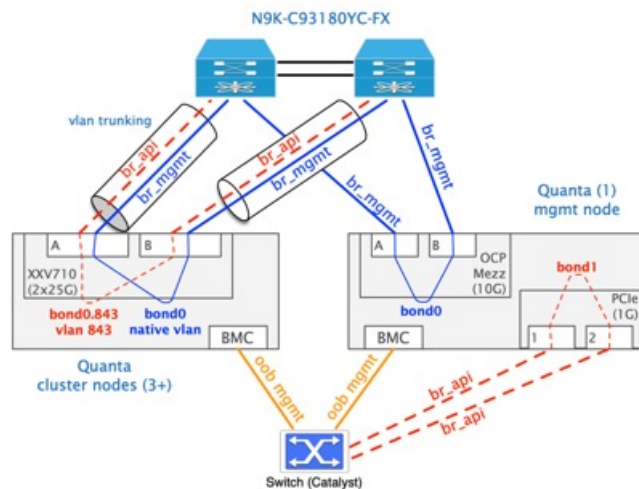 N9K-C93180YC-FX
vlan trunking
br_api
br_mgmt
br_api
br_mgmt
br_mgmt
br_mgmt
Quanta (1)
mgmt node
A
B
XXV710
(2x25G)
bond0.843
vlan 843
bond0
native vlan
BMC
A
B
OCP
Mezz
(10G)
bond0
bond1
PCIe
(1G)
1
2
BMC
Quanta
cluster nodes (3+)
oob mgmt
oob mgmt
br_api
br_api
Switch (Catalyst)